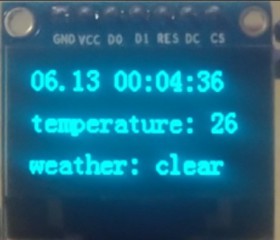 GND VCC D0 D1 RES DC CS
06.13 00:04:36
temperature: 26
weather: clear